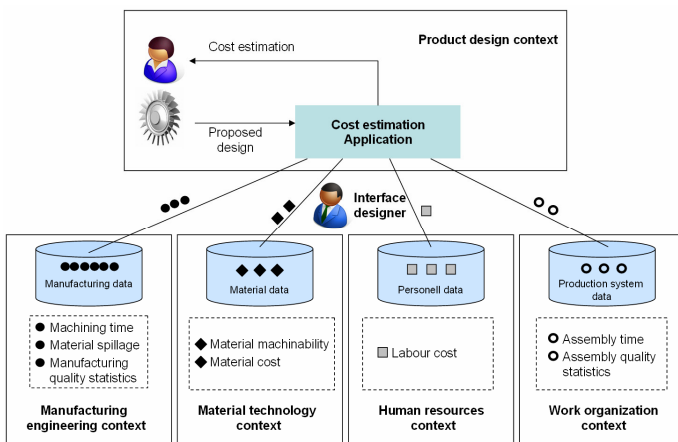 Product design context
Cost estimation
Proposed
design
Cost estimation
Application
Interface
designer
Manufacturing data
Material data
Personell data
Production system
data
Machining time
Material spillage
Manufacturing
quality statistics
Material machinability
Material cost
Labour cost
Assembly time
Assembly quality
statistics
Manufacturing
engineering context
Material technology
context
Human resources
context
Work organization
context